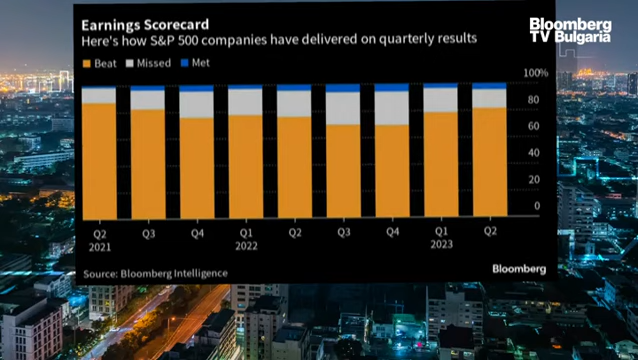 Bloomberg
TV Bulgaria
Earnings Scorecard
Here's how S&P 500 companies have delivered on quarterly results
Beat Missed Met
100%
80
60
40
20
0
Q2 Q3 Q4 Q1 Q2 Q3 Q4 Q1 Q2
2021 2022 2023
Source: Bloomberg Intelligence
Bloomberg